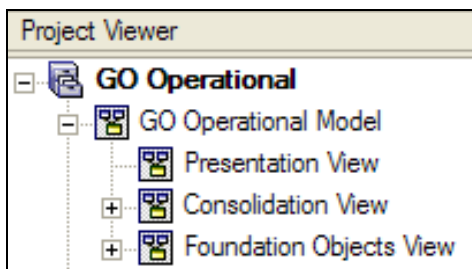 Project Viewer
GO Operational
GO Operational Model
Presentation View
Consolidation View
Foundation Objects View